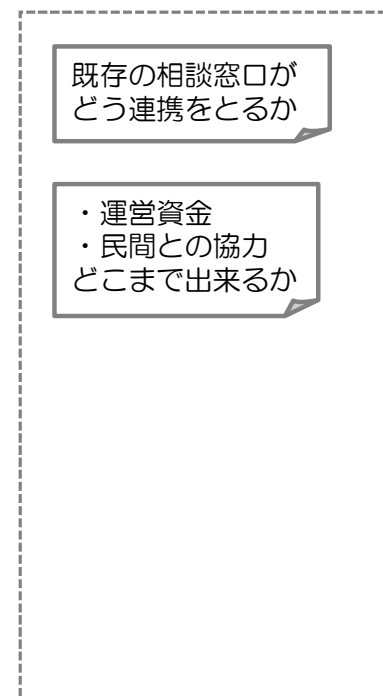 既存の相談窓口が
どう連携をとるか
・運営資金
・民間との協力
どこまで出来るか